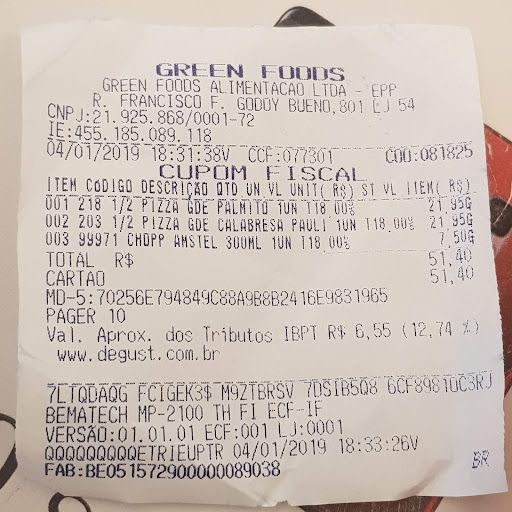 GREEN FOODS
GREEN FOODS ALIMENTACAO LTDA - EPP
R. FRANCISCO F. GODOY BUENO,801 LJ 54
CNPJ:21.925.868/0001-72
IE:455.185.089.118
04/01/2019 18:31:38V CCF:077301 COO:081825
CUPOM FISCAL
ITEM CÓDIGO DESCRIÇÃO QTD UN VL UNIT( R$) ST VL ITEM( R$)
001 218 1/2 PIZZA GDE PALMITO 1UN T18,00% 21,95G
002 203 1/2 PIZZA GDE CALABRESA PAULI 1UN T18,00% 21,95G
003 99971 CHOPP AMSTEL 300ML 1UN T18,00% 7,50G
TOTAL R$ 51,40
CARTAO 51,40
MD-5:70256E794849C88A9B8B2416E9831965
PAGER 10
Val. Aprox. dos Tributos IBPT R$ 6,55 (12,74 %)
www.degust.com.br
7LTQDAQG FCIGEK3$ M9ZTBRSV 7DSIB5Q8 6CF8981UC3RJ
BEMATECH MP-2100 TH FI ECF-IF
VERSÃO:01.01.01 ECF:001 LJ:0001
QQQQQQQQQETRIEUPTR 04/01/2019 18:33:26V
FAB:BE051572900000089038 BR